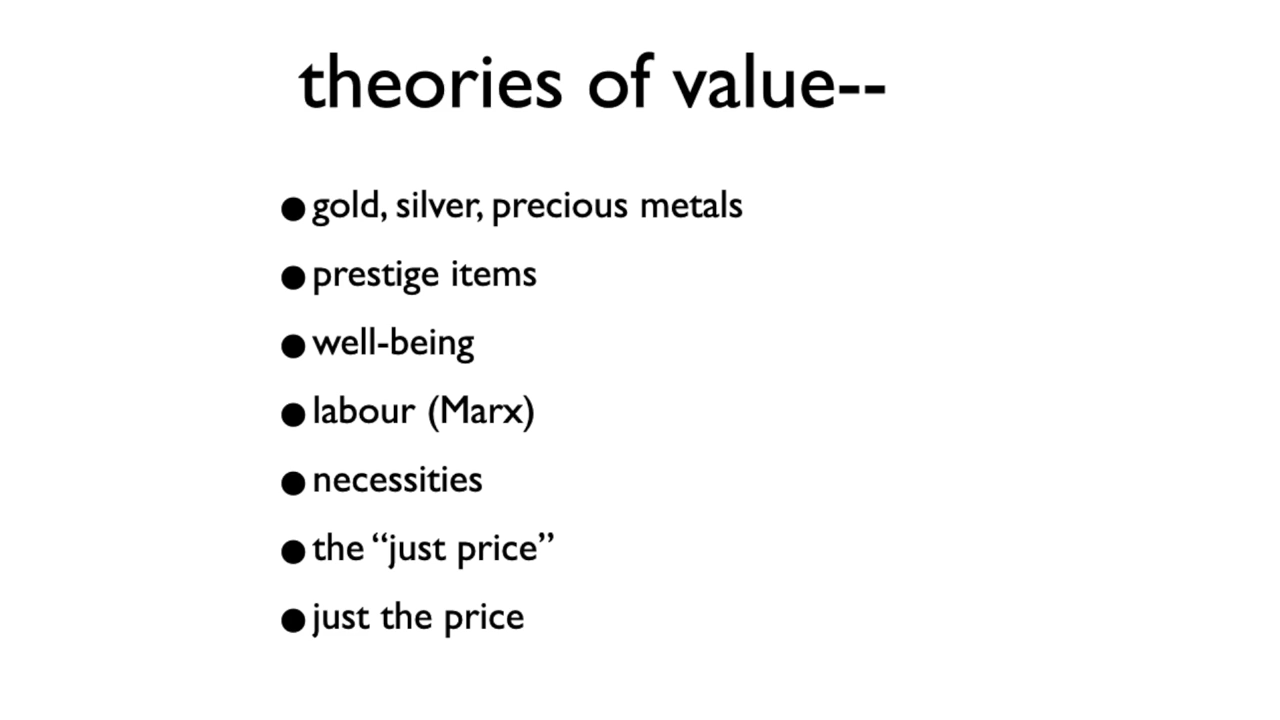 theories of value--
●gold, silver, precious metals
●prestige items
●well-being
●labour (Marx)
●necessities
●the “just price”
●just the price